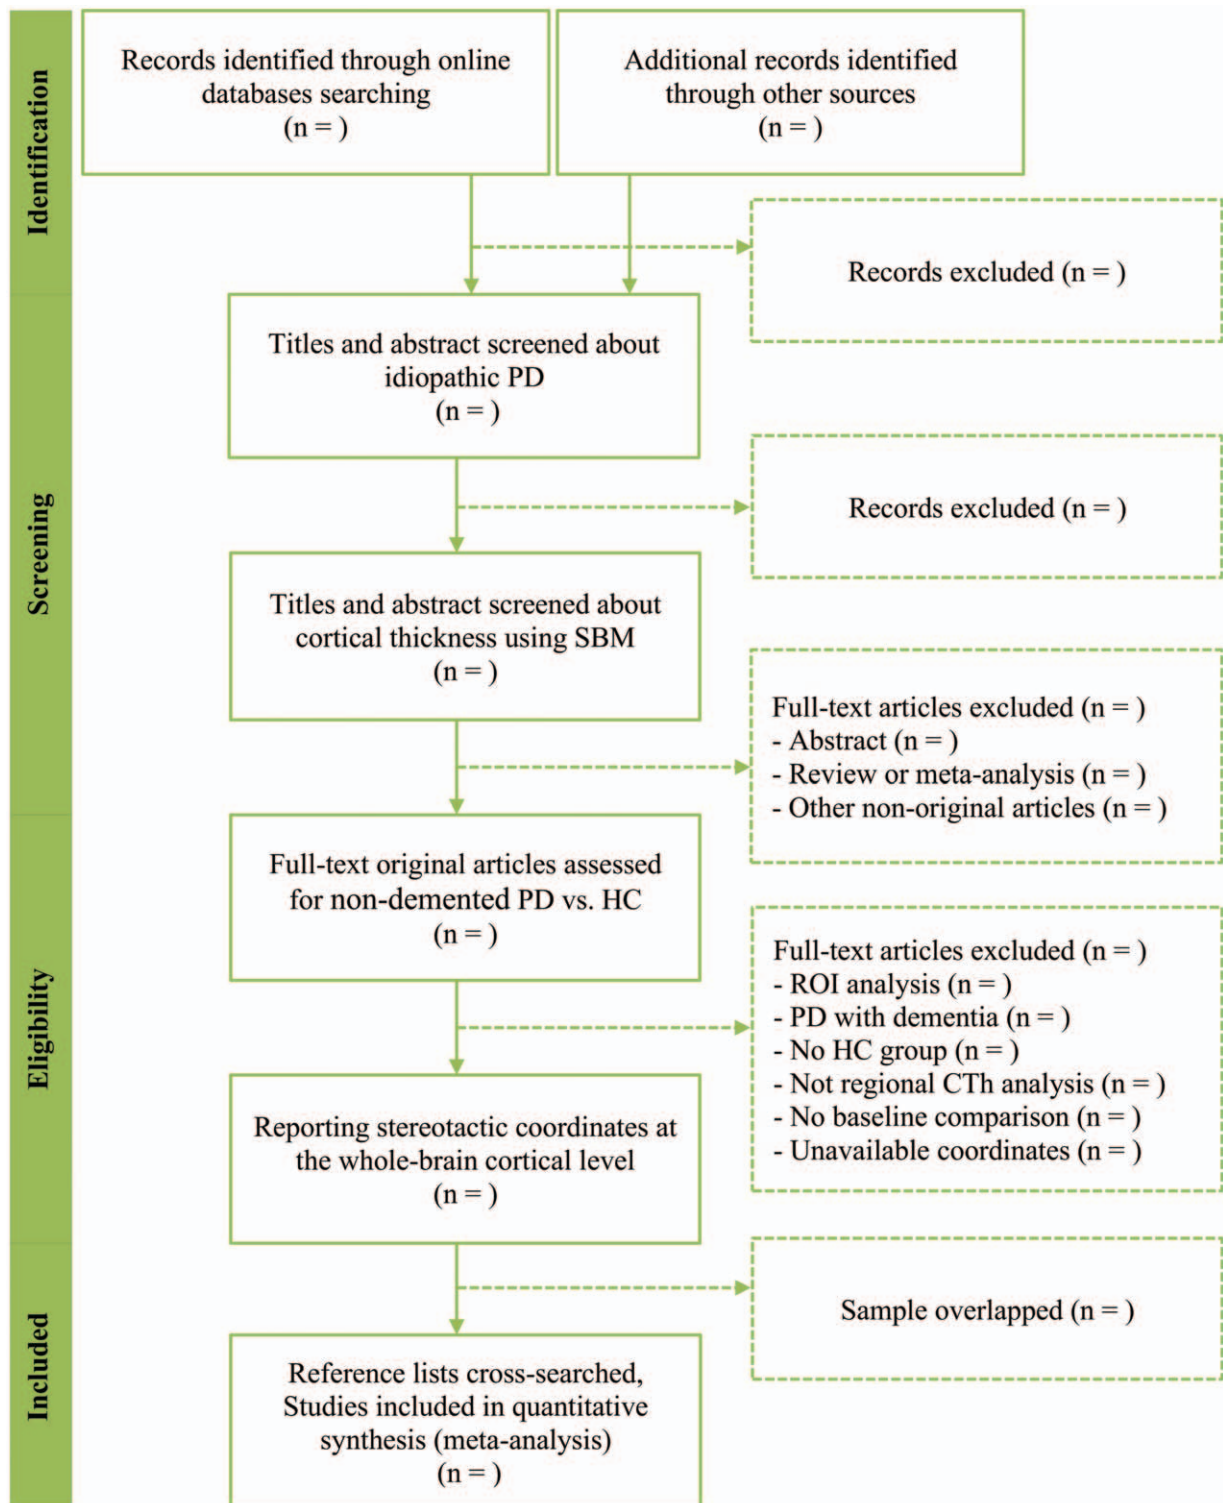 Identification
Records identified through online
databases searching
(n = )
Additional records identified
through other sources
(n = )
Records excluded (n = )
Screening
Titles and abstract screened about
idiopathic PD
(n = )
Records excluded (n = )
Titles and abstract screened about
cortical thickness using SBM
(n = )
Full-text articles excluded (n = )
- Abstract (n = )
- Review or meta-analysis (n = )
- Other non-original articles (n = )
Eligibility
Full-text original articles assessed
for non-demented PD vs. HC
(n = )
Full-text articles excluded (n = )
- ROI analysis (n = )
- PD with dementia (n = )
- No HC group (n = )
- Not regional CTh analysis (n = )
- No baseline comparison (n = )
- Unavailable coordinates (n = )
Reporting stereotactic coordinates at
the whole-brain cortical level
(n = )
Included
Sample overlapped (n = )
Reference lists cross-searched,
Studies included in quantitative
synthesis (meta-analysis)
(n = )